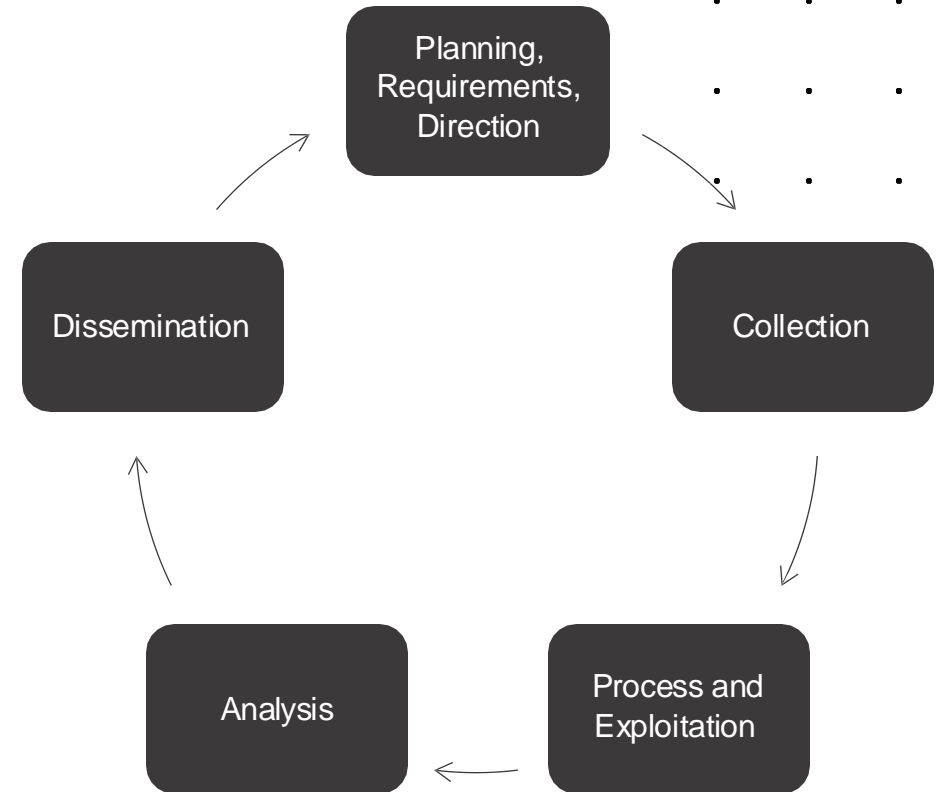 Planning,
Requirements,
Direction
Collection
Process and
Exploitation
Analysis
Dissemination